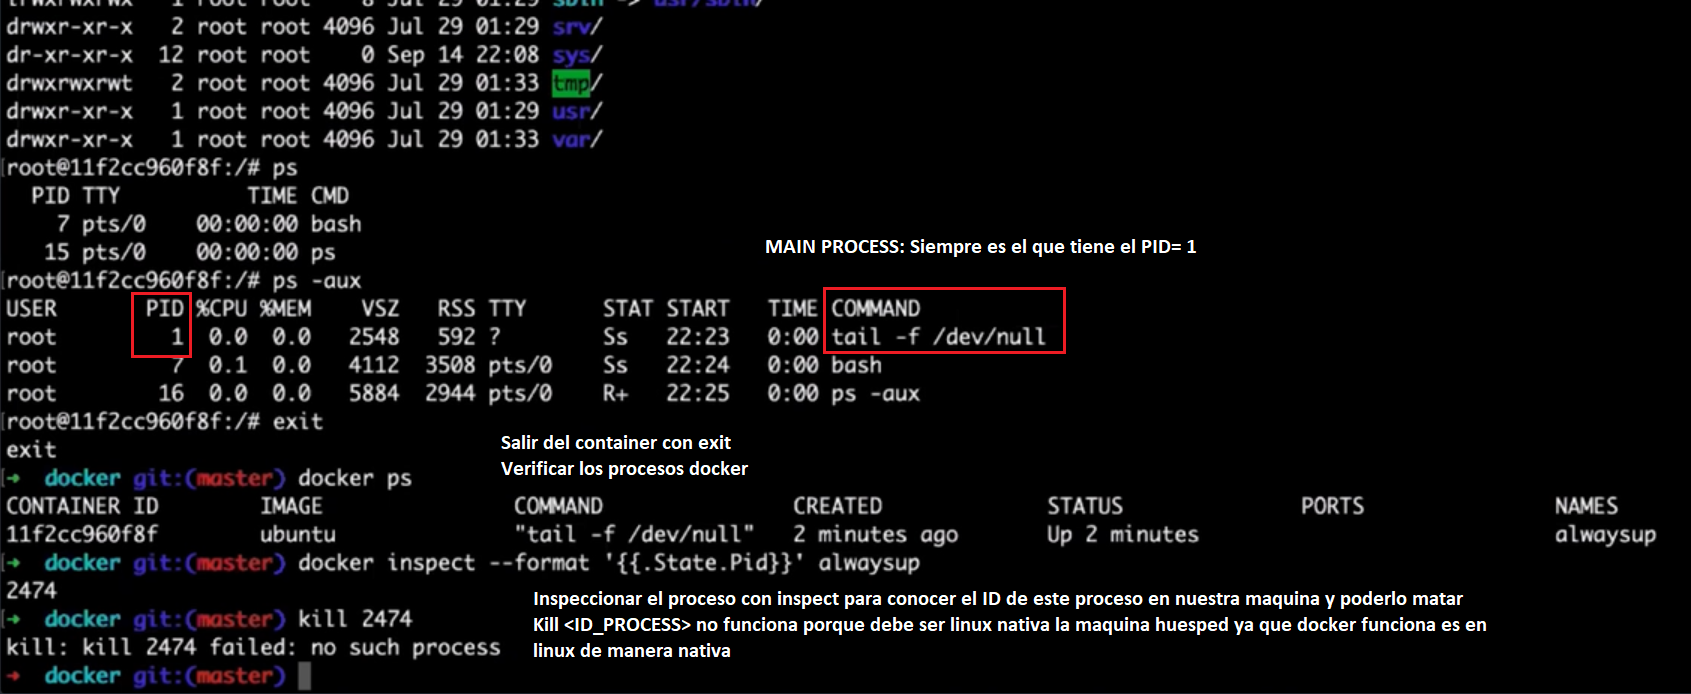 lrwxrwxrwx   1 root root    8 Jul 29 01:29 sbin -> usr/sbin/
drwxr-xr-x   2 root root 4096 Jul 29 01:29 srv/
dr-xr-xr-x  12 root root    0 Sep 14 22:08 sys/
drwxrwxrwt   2 root root 4096 Jul 29 01:33 tmp/
drwxr-xr-x   1 root root 4096 Jul 29 01:29 usr/
drwxr-xr-x   1 root root 4096 Jul 29 01:33 var/
[root@11f2cc960f8f:/# ps
PID TTY          TIME CMD
7 pts/0    00:00:00 bash
15 pts/0    00:00:00 ps
MAIN PROCESS: Siempre es el que tiene el PID= 1
[root@11f2cc960f8f:/# ps -aux
USER       PID %CPU %MEM    VSZ   RSS TTY      STAT START   TIME COMMAND
root         1  0.0  0.0   2548   592 ?        Ss   22:23   0:00 tail -f /dev/null
root         7  0.1  0.0   4112  3508 pts/0    Ss   22:24   0:00 bash
root        16  0.0  0.0   5884  2944 pts/0    R+   22:25   0:00 ps -aux
[root@11f2cc960f8f:/# exit
exit
Salir del container con exit
Verificar los procesos docker
[➜  docker git:(master) docker ps
CONTAINER ID        IMAGE               COMMAND               CREATED             STATUS              PORTS               NAMES
11f2cc960f8f        ubuntu              "tail -f /dev/null"   2 minutes ago       Up 2 minutes                            alwaysup
[➜  docker git:(master) docker inspect --format '{{.State.Pid}}' alwaysup
2474
[➜  docker git:(master) kill 2474
kill: kill 2474 failed: no such process
➜  docker git:(master)
Inspeccionar el proceso con inspect para conocer el ID de este proceso en nuestra maquina y poderlo matar
Kill <ID_PROCESS> no funciona porque debe ser linux nativa la maquina huesped ya que docker funciona es en
linux de manera nativa